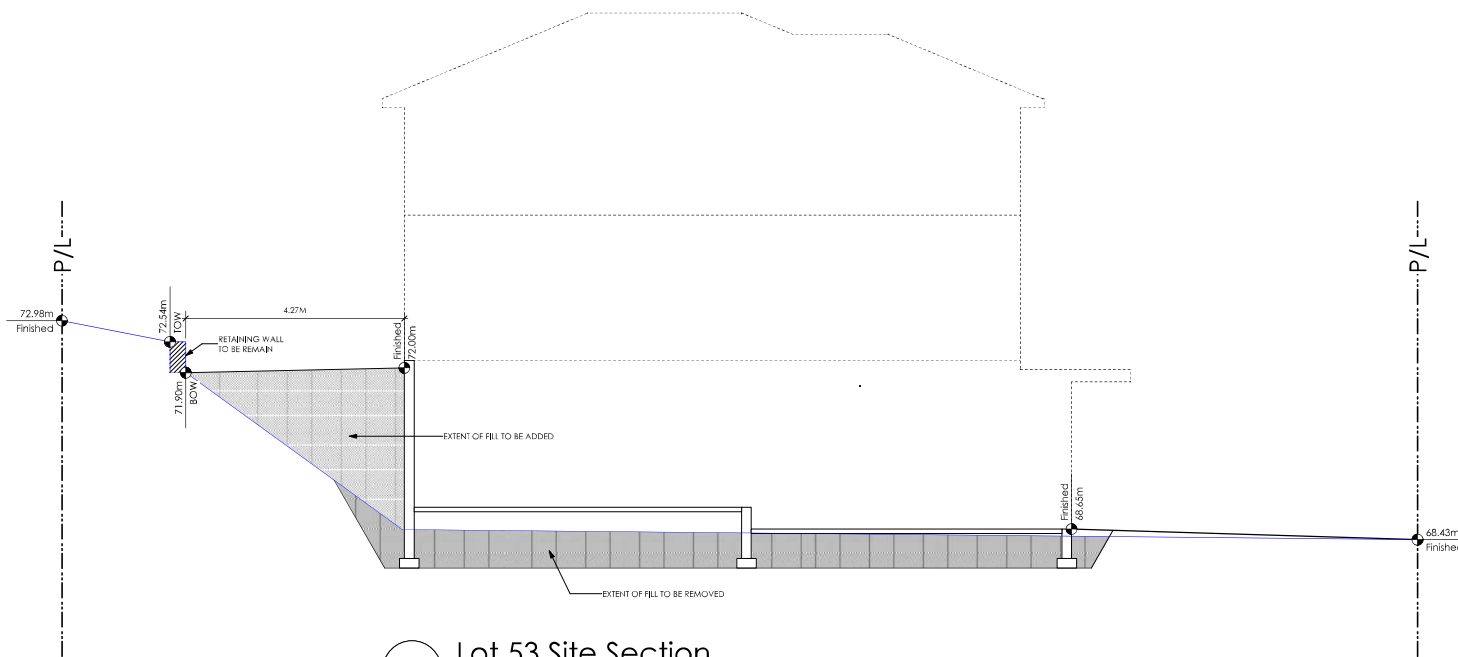 P/L
P/L
72.98m
Finished
72.54m
TOW
4.27M
RETAINING WALL
TO BE REMAIN
Finished
72.00m
71.90m
BOW
EXTENT OF FILL TO BE ADDED
Finished
68.65m
68.43m
Finished
EXTENT OF FILL TO BE REMOVED
Lot 53 Site Section